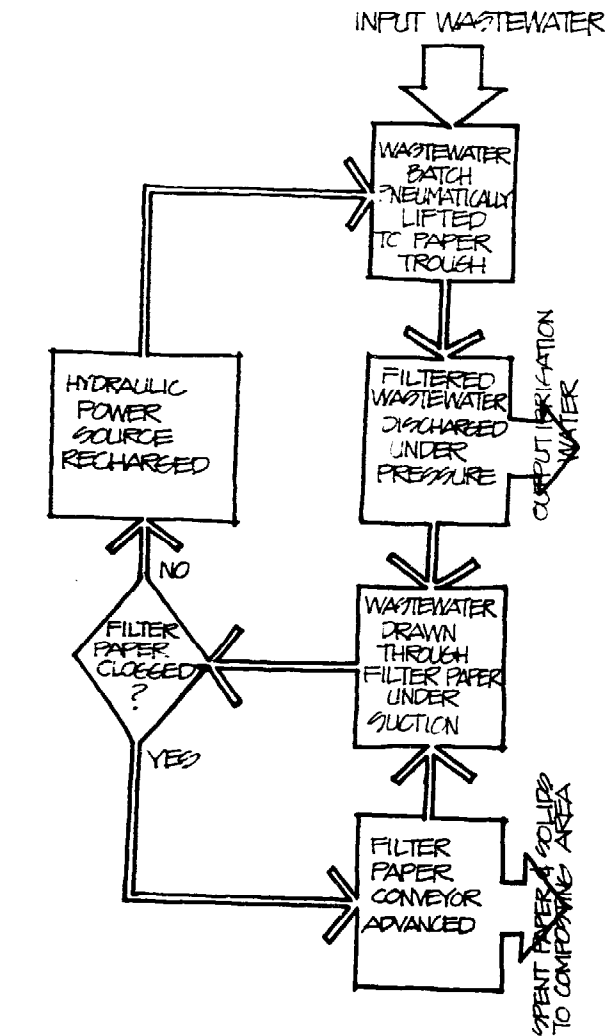 INPUT WASTEWATER
WASTEWATER
BATCH
PNEUMATICALLY
LIFTED
TO PAPER
TROUGH
FILTERED
WASTEWATER
DISCHARGED
UNDER
PRESSURE
OUTPUT IRRIGATION
WATER
HYDRAULIC
POWER
SOURCE
RECHARGED
NO
FILTER
PAPER
CLOGGED
?
YES
WASTEWATER
DRAWN
THROUGH
FILTER PAPER
UNDER
SUCTION
FILTER
PAPER
CONVEYOR
ADVANCED
SPENT PAPER & SOLIDS
TO COMPOSTING AREA